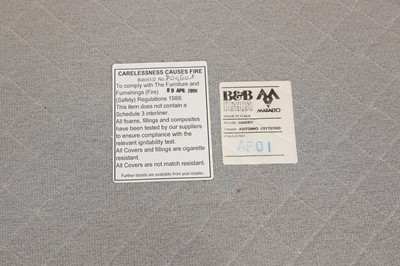 CARELESSNESS CAUSES FIRE
Batch/I.D. No.
To comply with The Furniture and
Furnishings (Fire)
(Safety) Regulations 1988:
This item does not contain a
Schedule 3 interliner.
All foams, fillings and composites
have been tested by our suppliers
to ensure compliance with the
relevant ignitability test.
All Covers and fillings are cigarette
resistant.
All Covers are not match resistant.
Further details are available from your retailer.
B&B
MADE IN ITALY
ANTONIO CITTERIO
AF01